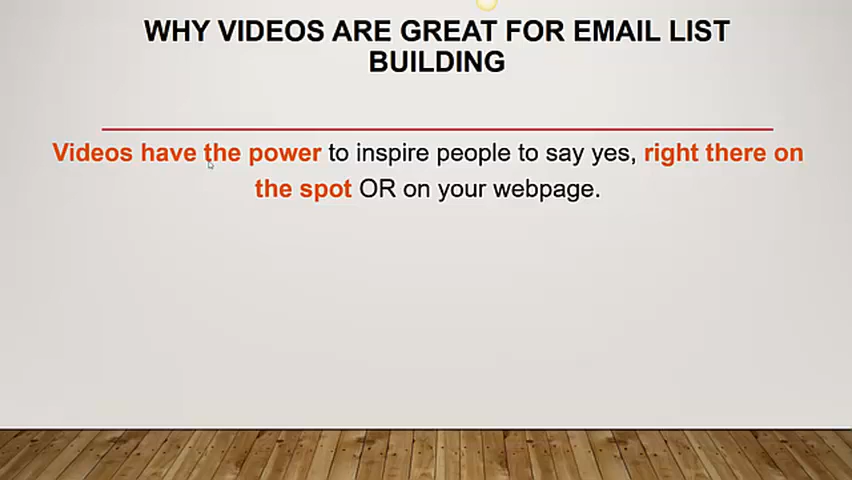 WHY VIDEOS ARE GREAT FOR EMAIL LIST
BUILDING
Videos have the power to inspire people to say yes, right there on
the spot OR on your webpage.